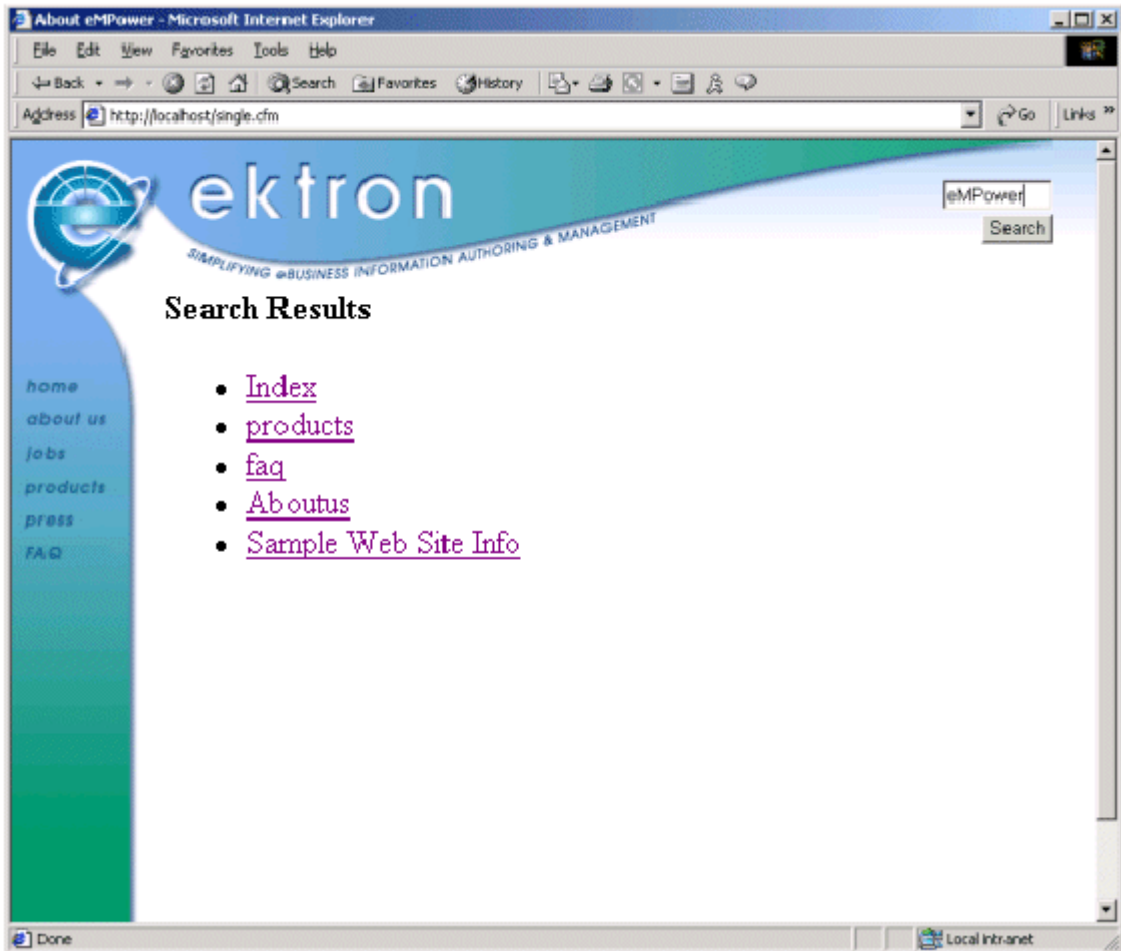 About eMPower - Microsoft Internet Explorer
File Edit View Favorites Tools Help
Back Search Favorites History
Address http://localhost/single.cfm Go Links »
ektron
SIMPLIFYING eBUSINESS INFORMATION AUTHORING & MANAGEMENT
eMPower
Search
Search Results
home
about us
jobs
products
press
FAQ
• Index
• products
• faq
• Aboutus
• Sample Web Site Info
Done Local intranet